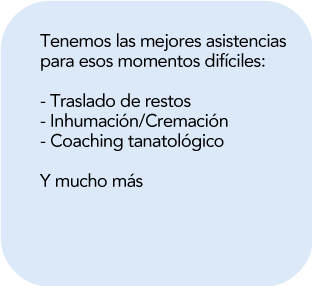 Tenemos las mejores asistencias
para esos momentos difíciles:
- Traslado de restos
- Inhumación/Cremación
- Coaching tanatológico
Y mucho más